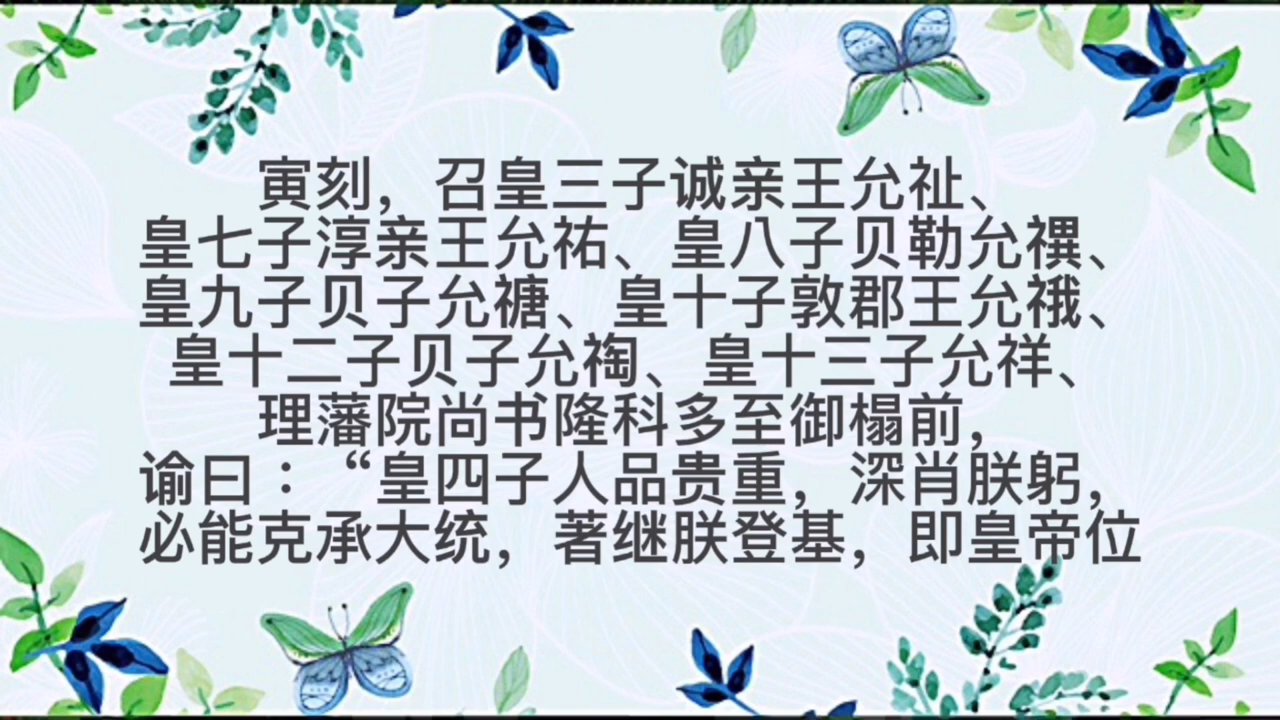 寅刻，召皇三子诚亲王允祉、
皇七子淳亲王允祐、皇八子贝勒允禩、
皇九子贝子允禟、皇十子敦郡王允䄉、
皇十二子贝子允祹、皇十三子允祥、
理藩院尚书隆科多至御榻前，
谕曰：“皇四子人品贵重，深肖朕躬，
必能克承大统，著继朕登基，即皇帝位